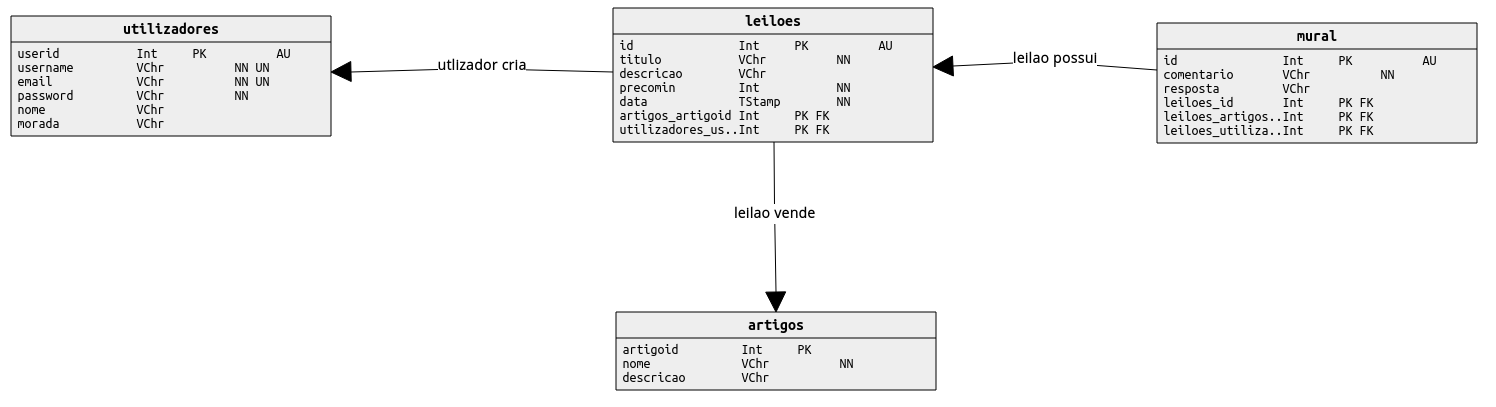 utilizadores
userid Int PK AU
username VChr NN UN
email VChr NN UN
password VChr NN
nome VChr
morada VChr
utlizador cria
leiloes
id Int PK AU
titulo VChr NN
descricao VChr
precomin Int NN
data TStamp NN
artigos_artigoid Int PK FK
utilizadores_us..Int PK FK
leilao possui
mural
id Int PK AU
comentario VChr NN
resposta VChr
leiloes_id Int PK FK
leiloes_artigos..Int PK FK
leiloes_utiliza..Int PK FK
leilao vende
artigos
artigoid Int PK
nome VChr NN
descricao VChr